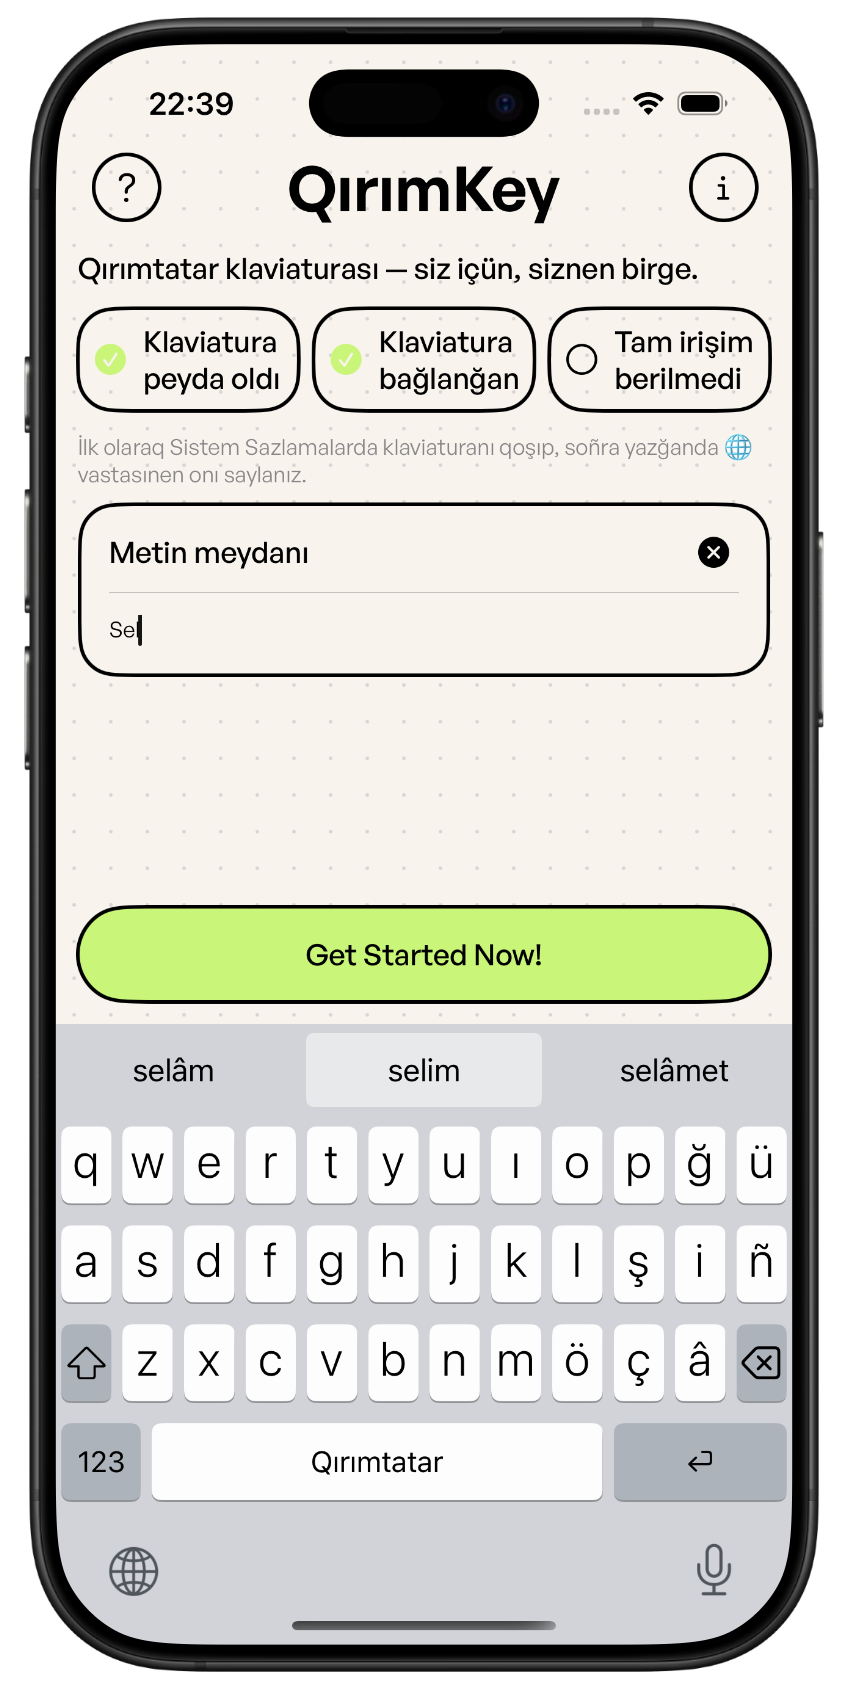 22:39
?
QırımKey
i
Qırımtatar klaviaturası — siz içün, siznen birge.
Klaviatura
peyda oldı
Klaviatura
bağlanğan
Tam irişim
berilmedi
İlk olaraq Sistem Sazlamalarda klaviaturanı qoşıp, soñra yazğanda 🌐
vastasınen onı saylanız.
Metin meydanı
Sel
Get Started Now!
selâm selim selâmet
q w e r t y u ı o p ğ ü
a s d f g h j k l ş i ñ
z x c v b n m ö ç â
123 Qırımtatar